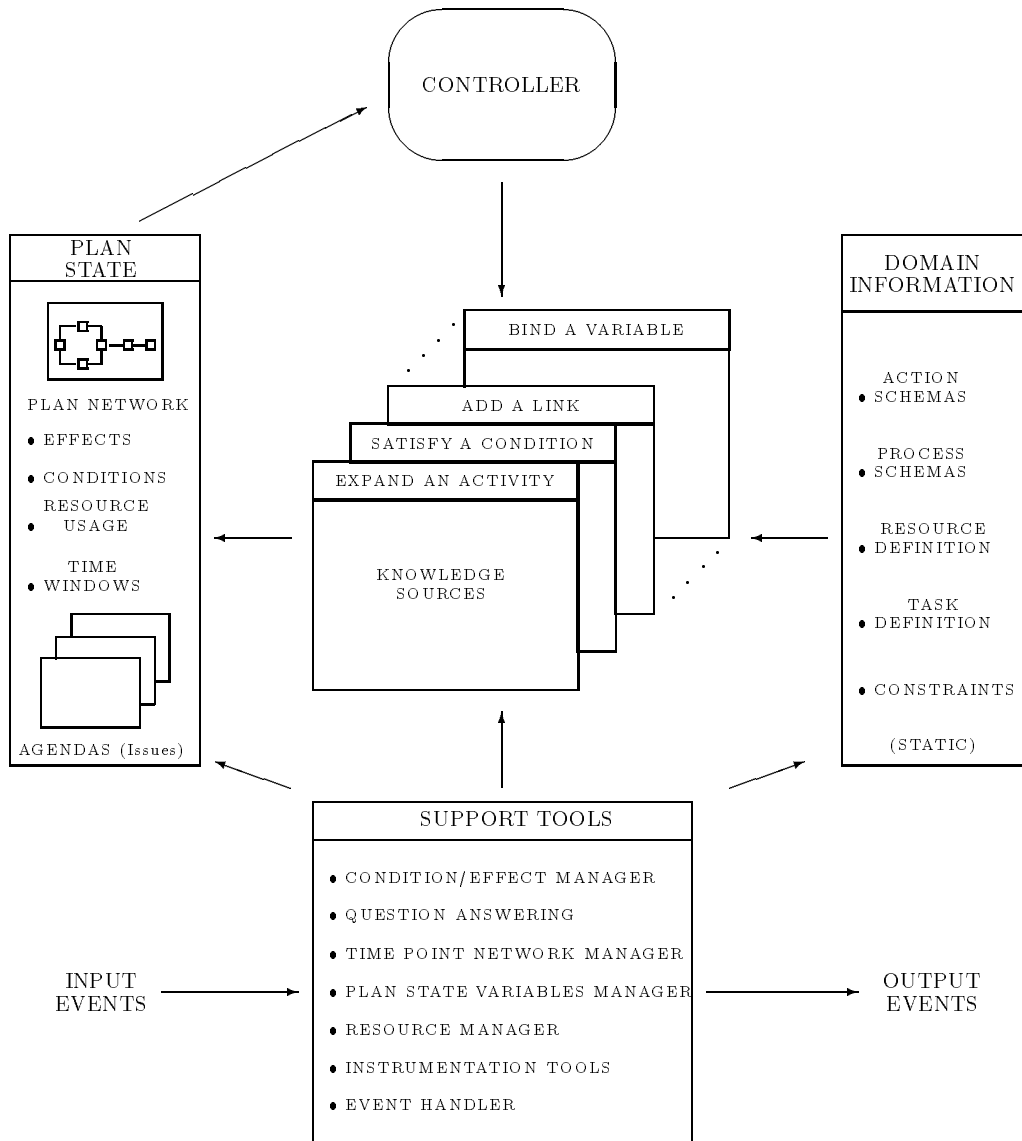 CONTROLLER
PLAN
STATE
PLAN NETWORK
• EFFECTS
• CONDITIONS
RESOURCE
• USAGE
TIME
• WINDOWS
AGENDAS (Issues)
BIND A VARIABLE
ADD A LINK
SATISFY A CONDITION
EXPAND AN ACTIVITY
KNOWLEDGE
SOURCES
DOMAIN
INFORMATION
ACTION
• SCHEMAS
PROCESS
• SCHEMAS
RESOURCE
• DEFINITION
TASK
• DEFINITION
• CONSTRAINTS
(STATIC)
SUPPORT TOOLS
• CONDITION/EFFECT MANAGER
• QUESTION ANSWERING
• TIME POINT NETWORK MANAGER
• PLAN STATE VARIABLES MANAGER
• RESOURCE MANAGER
• INSTRUMENTATION TOOLS
• EVENT HANDLER
INPUT
EVENTS
OUTPUT
EVENTS